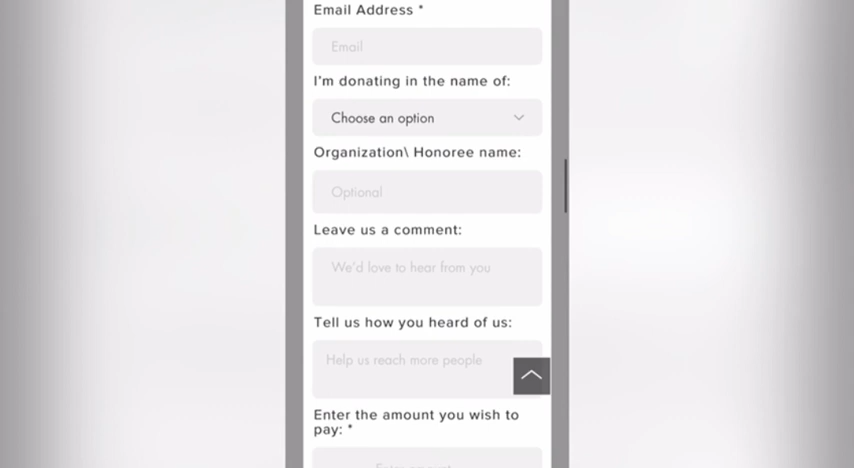 Email Address *
Email
I'm donating in the name of:
Choose an option
Organization\ Honoree name:
Optional
Leave us a comment:
We'd love to hear from you
Tell us how you heard of us:
Help us reach more people
Enter the amount you wish to
pay: *
Enter amount